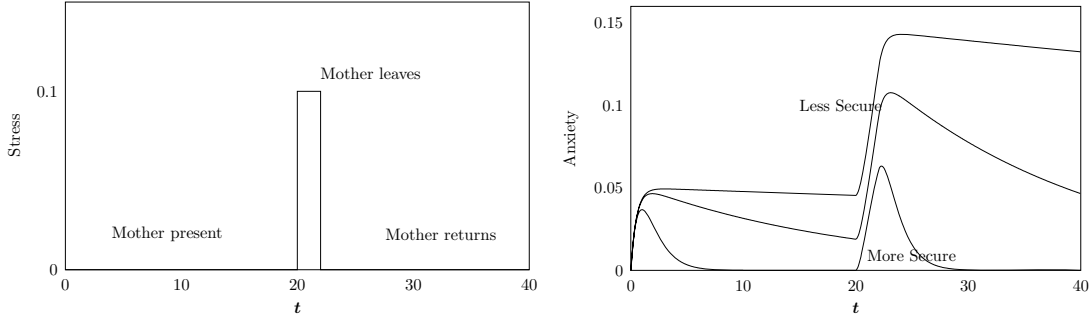 Stress
0.1
0
Mother leaves
Mother present
Mother returns
0 10 20 30 40
t
Anxiety
0.15
0.1
0.05
0
Less Secure
More Secure
0 10 20 30 40
t